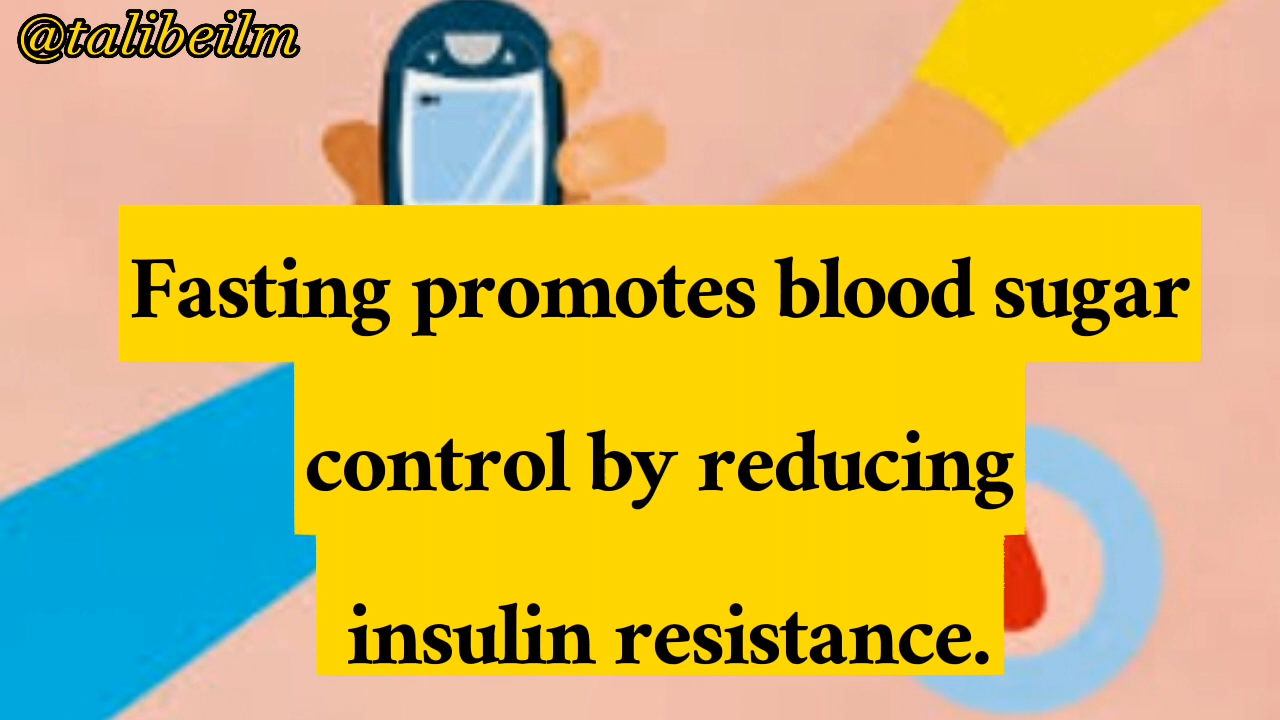 @talibeilm
Fasting promotes blood sugar
control by reducing
insulin resistance.